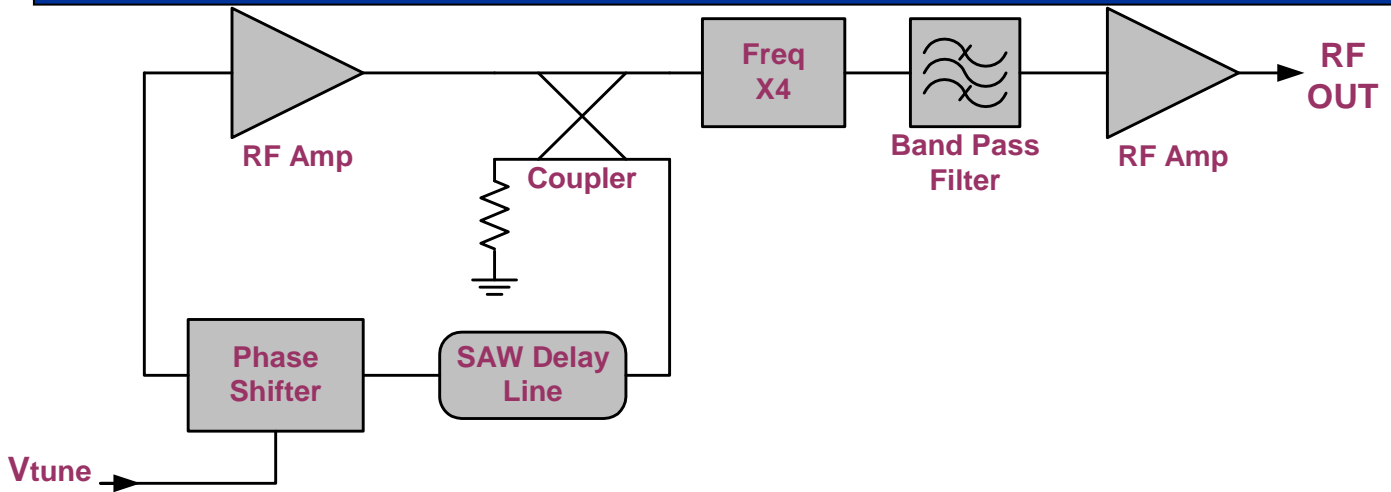 Freq
X4
RF
OUT
RF Amp
Coupler
Band Pass
Filter
RF Amp
Phase
Shifter
SAW Delay
Line
Vtune